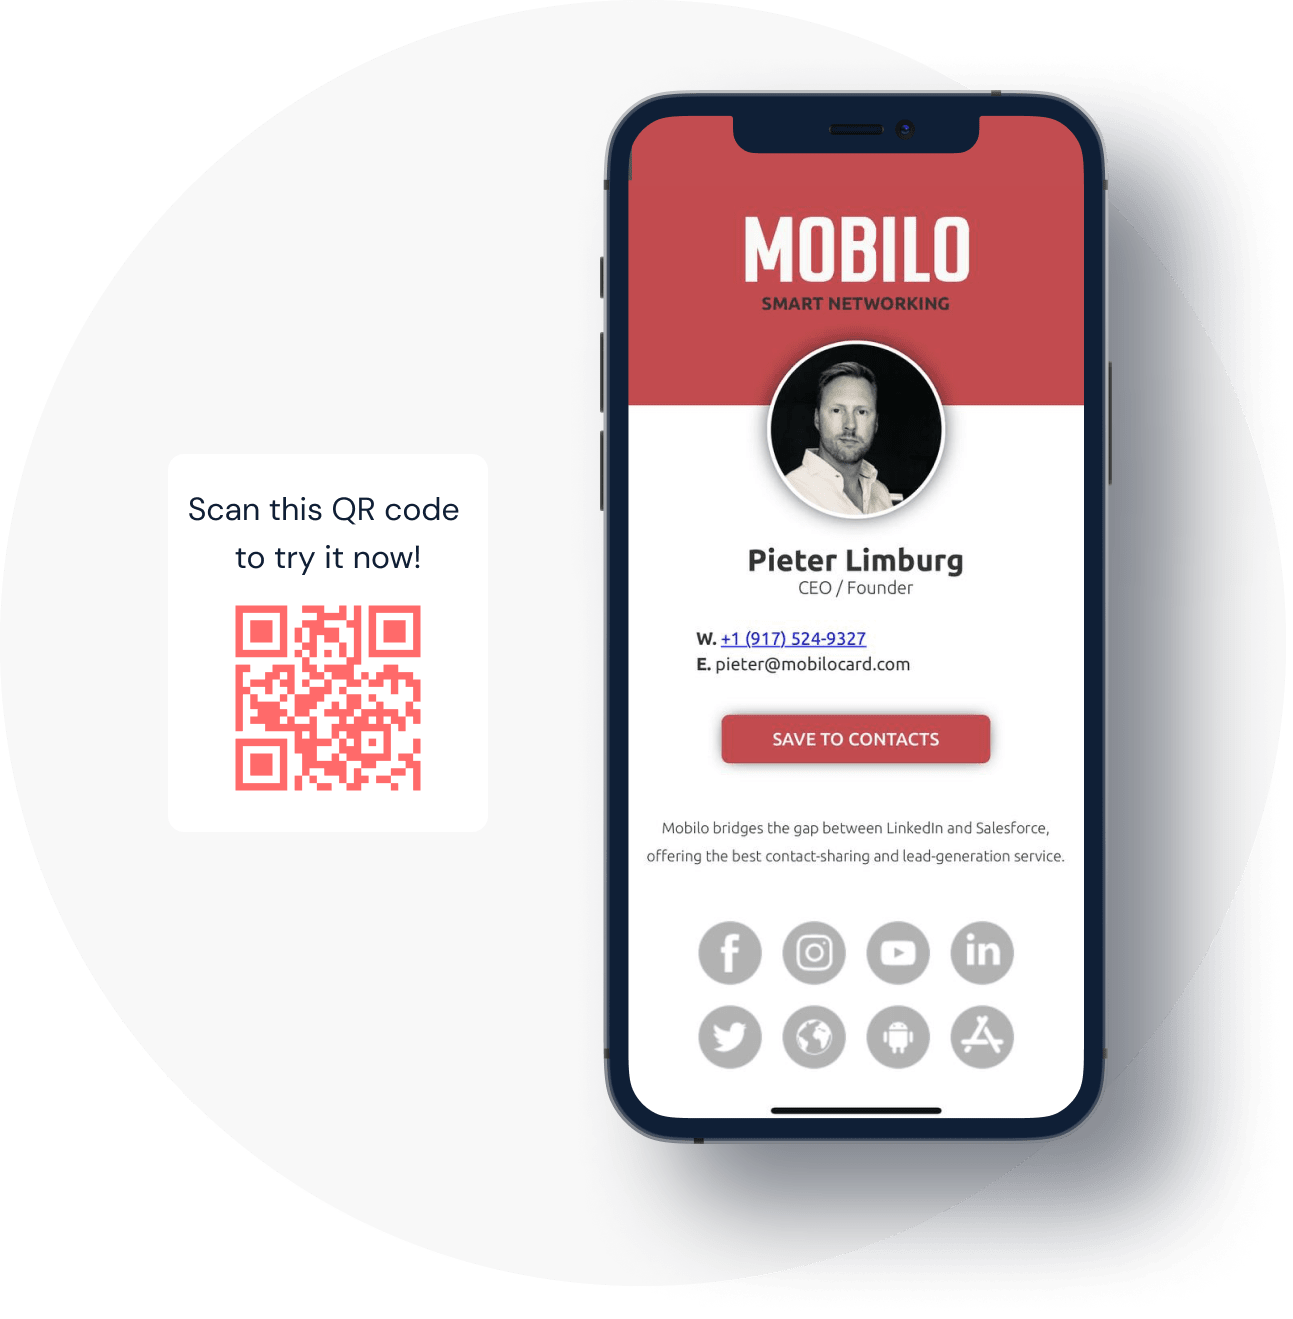 Scan this QR code
to try it now!
MOBILO
SMART NETWORKING
Pieter Limburg
CEO / Founder
W. +1 (917) 524-9327
E. pieter@mobilocard.com
SAVE TO CONTACTS
Mobilo bridges the gap between LinkedIn and Salesforce,
offering the best contact-sharing and lead-generation service.